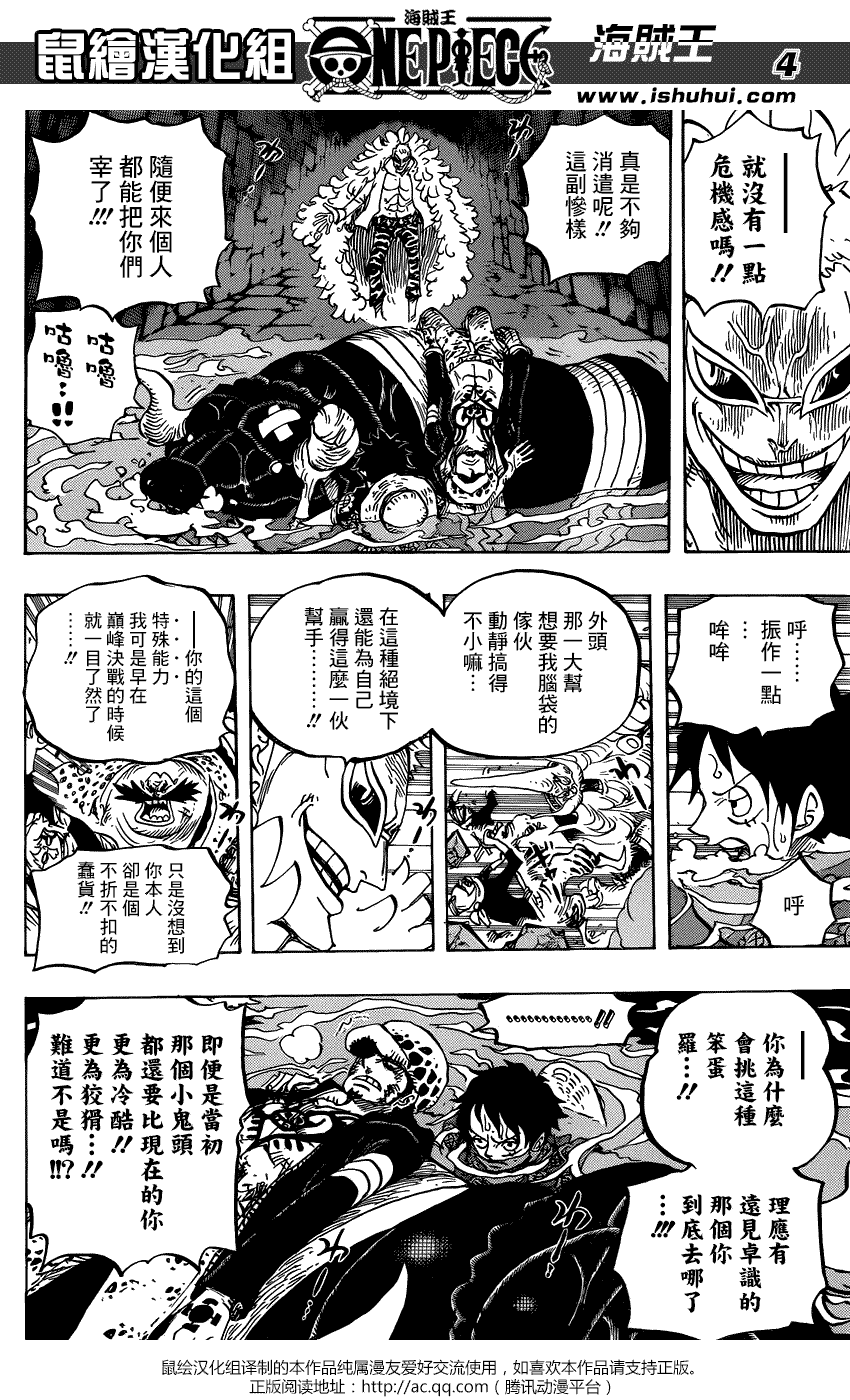 鼠繪漢化組
海賊王
ONE PIECE
海賊王
4
www.ishuhui.com
就沒有一點
危機感嗎!!
真是不夠
消遣呢!!
這副慘樣
隨便來個人
都能把你們
宰了!!!
咕嚕
咕嚕!!
呼……
振作一點
…
哞哞
呼
外頭
那一大幫
想要我腦袋的
傢伙
動靜搞得
不小嘛…
在這種絕境下
還能為自己
贏得這麼一伙
幫手………!!
——你的這個
特殊能力
我可是早在
巔峰決戰的時候
就一目了然了
……!!
只是沒想到
你本人
卻是個
不折不扣的
蠢貨!!
你為什麼
會挑這種
笨蛋
羅…!!
…………!!
理應有
遠見卓識的
那個你
到底去哪了
…!!!
即便是當初
那個小鬼頭
都還要比現在的你
更為冷酷!!
更為狡猾…!!
難道不是嗎!!?
鼠绘汉化组译制的本作品纯属漫友爱好交流使用，如喜欢本作品请支持正版。
正版阅读地址：http://ac.qq.com（腾讯动漫平台）